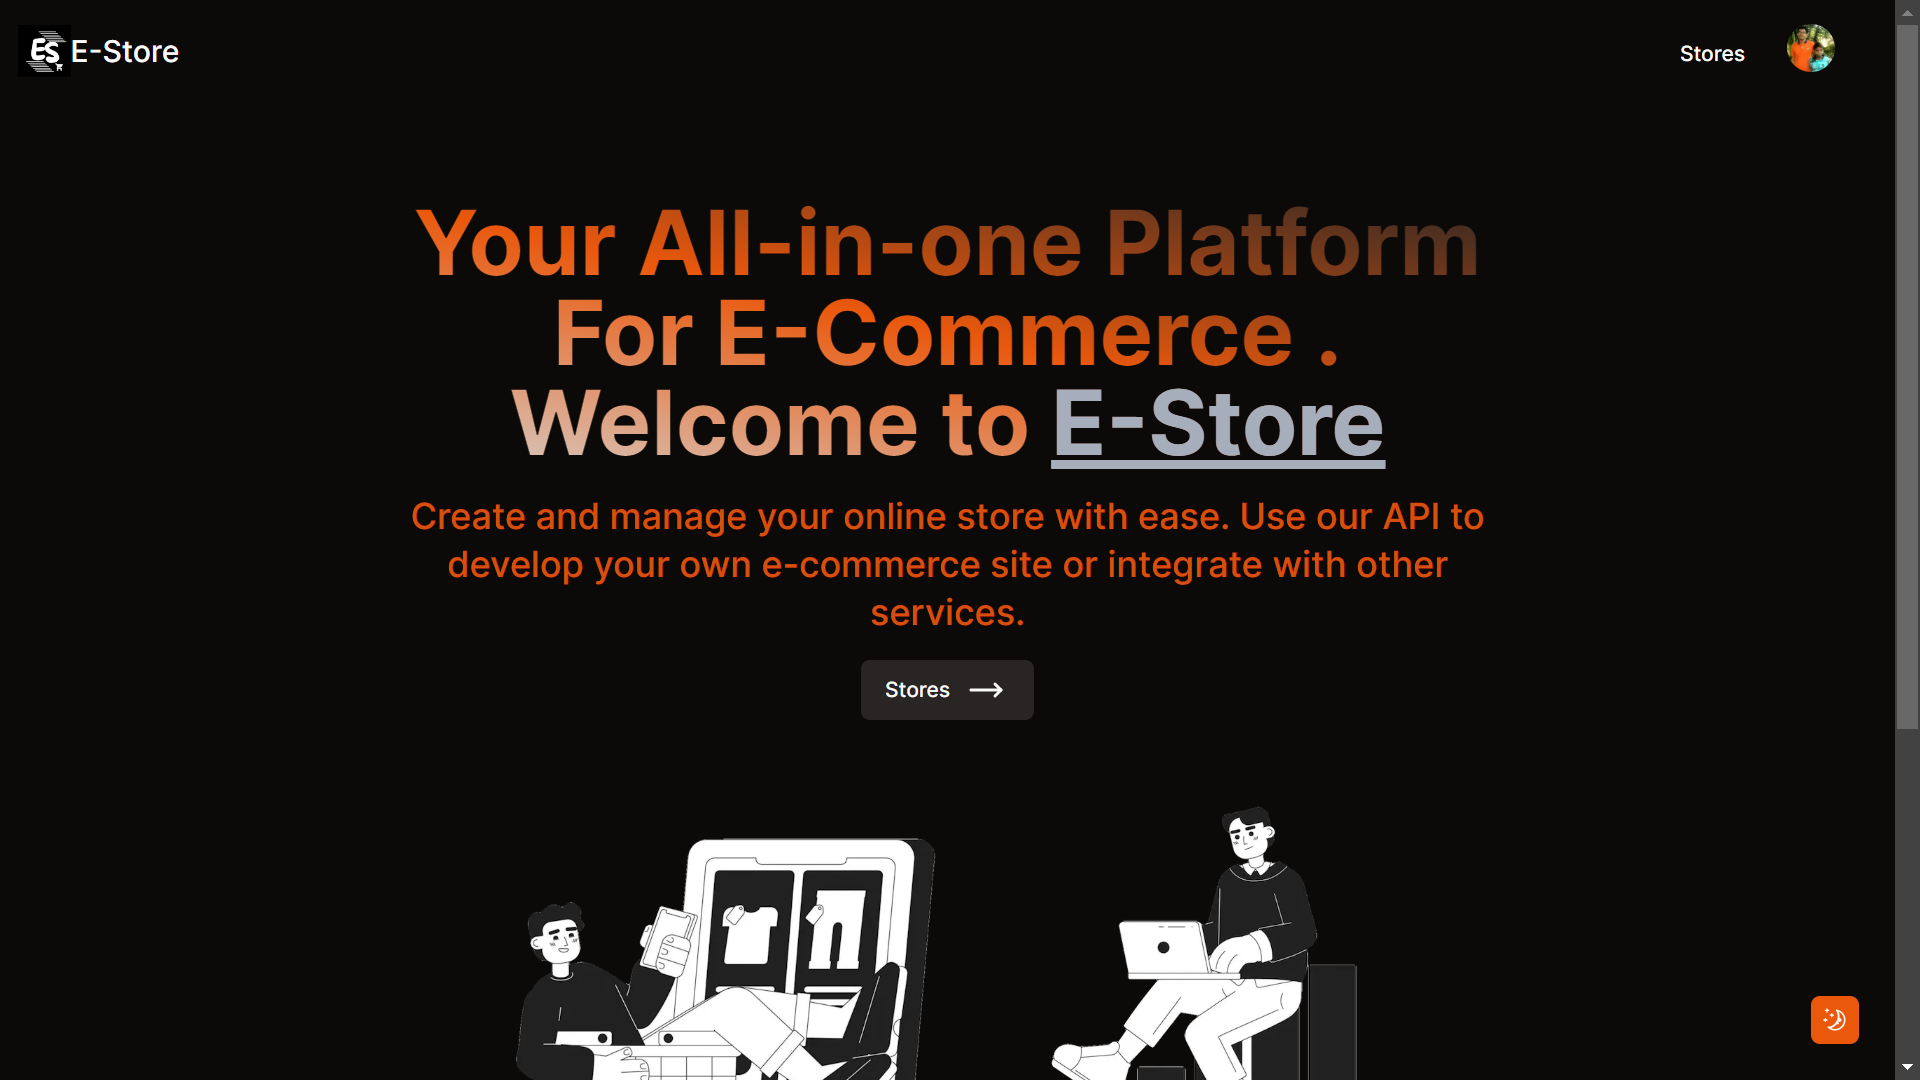 ES E-Store
Stores
Your All-in-one Platform
For E-Commerce .
Welcome to E-Store
Create and manage your online store with ease. Use our API to
develop your own e-commerce site or integrate with other
services.
Stores